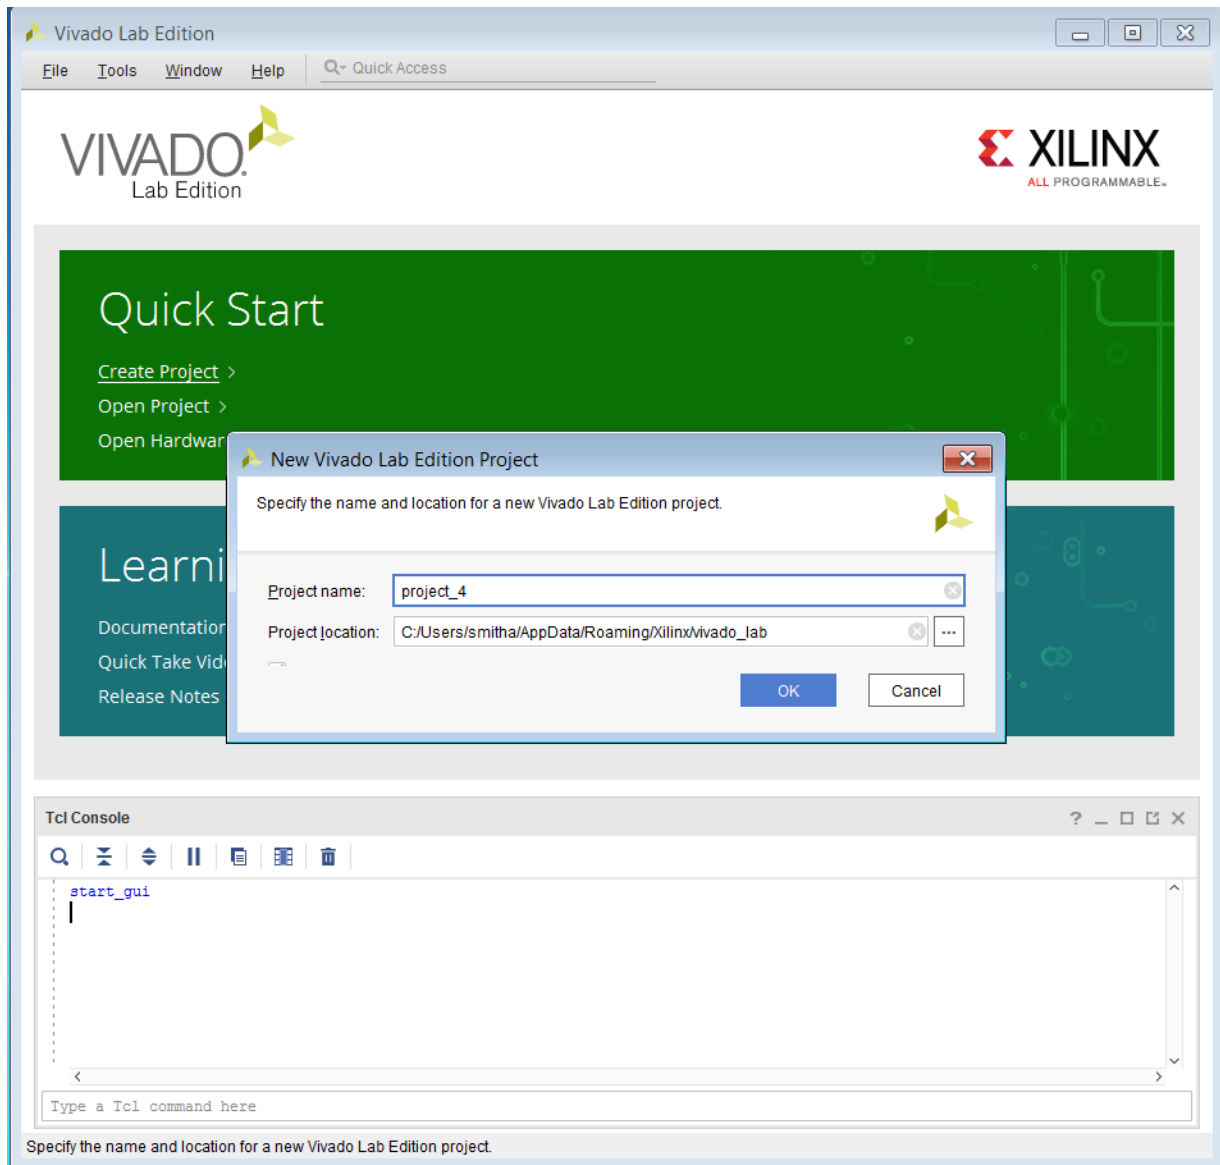 Vivado Lab Edition
File Tools Window Help Quick Access
VIVADO.
Lab Edition
XILINX
ALL PROGRAMMABLE™
Quick Start
Create Project >
Open Project >
Open Hardwar
New Vivado Lab Edition Project
Specify the name and location for a new Vivado Lab Edition project.
Project name: project_4
Project location: C:/Users/smitha/AppData/Roaming/Xilinx/vivado_lab ...
OK Cancel
Learni
Documentation
Quick Take Vid
Release Notes
Tcl Console
? _
start_gui
Type a Tcl command here
Specify the name and location for a new Vivado Lab Edition project.